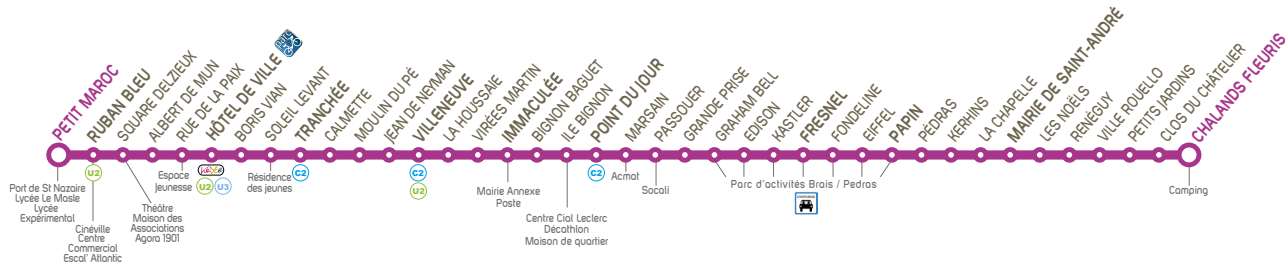 PETIT MAROC
RUBAN BLEU
SQUARE DELZIEUX
ALBERT DE MUN
RUE DE LA PAIX
HÔTEL DE VILLE
BORIS VIAN
SOLEIL LEVANT
TRANCHÉE
CALMETTE
MOULIN DU PÉ
JEAN DE NEYMAN
VILLENEUVE
LA HOUSSAIE
VIRÉES MARTIN
IMMACULÉE
BIGNON BAGUET
ILE BIGNON
POINT DU JOUR
MARSAIN
PASSOUER
GRANDE PRISE
GRAHAM BELL
EDISON
KASTLER
FRESNEL
FONDELINE
EIFFEL
PAPIN
PÉDRAS
KERHINS
LA CHAPELLE
MAIRIE DE SAINT-ANDRÉ
LES NOËLS
RENÉGUY
VILLE ROUELLO
PETITS JARDINS
CLOS DU CHÂTELIER
CHALANDS FLEURIS
Port de St Nazaire
Lycée Le Masle
Lycée
Expérimental
U2
Cinéville
Centre
Commercial
Escal' Atlantic
Théâtre
Maison des
Associations
Agora 1901
Espace
Jeunesse
U2 U3
Résidence
des jeunes
C2
C2
U2
Mairie Annexe
Poste
Centre Cial Leclerc
Décathlon
Maison de quartier
C2
Acmat
Socali
Parc d'activités Brais / Pedras
Camping